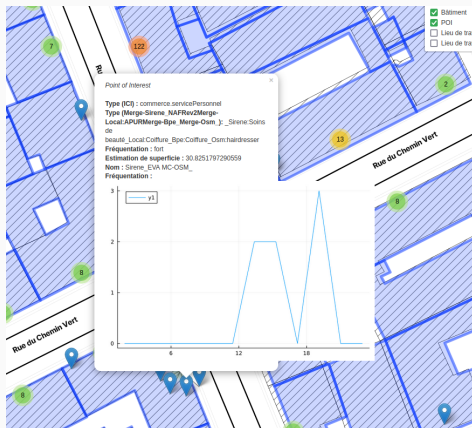 Bâtiment
POI
Lieu de tra
Lieu de tra
7
122
2
13
Rue du Chemin Vert
8
8
Rue du Chemin Vert
8
Point of Interest
×
Type (ICI) : commerce.servicePersonnel
Type (Merge-Sirene_NAFRev2Merge-
Local:APURMerge-Bpe_Merge-Osm_): _Sirene:Soins
de
beauté_Local:Coiffure_Bpe:Coiffure_Osm:hairdresser
Fréquentation : fort
Estimation de superficie : 30.8251797290559
Nom : Sirene_EVA MC-OSM_
Fréquentation :
y1
3
2
1
0
6 12 18